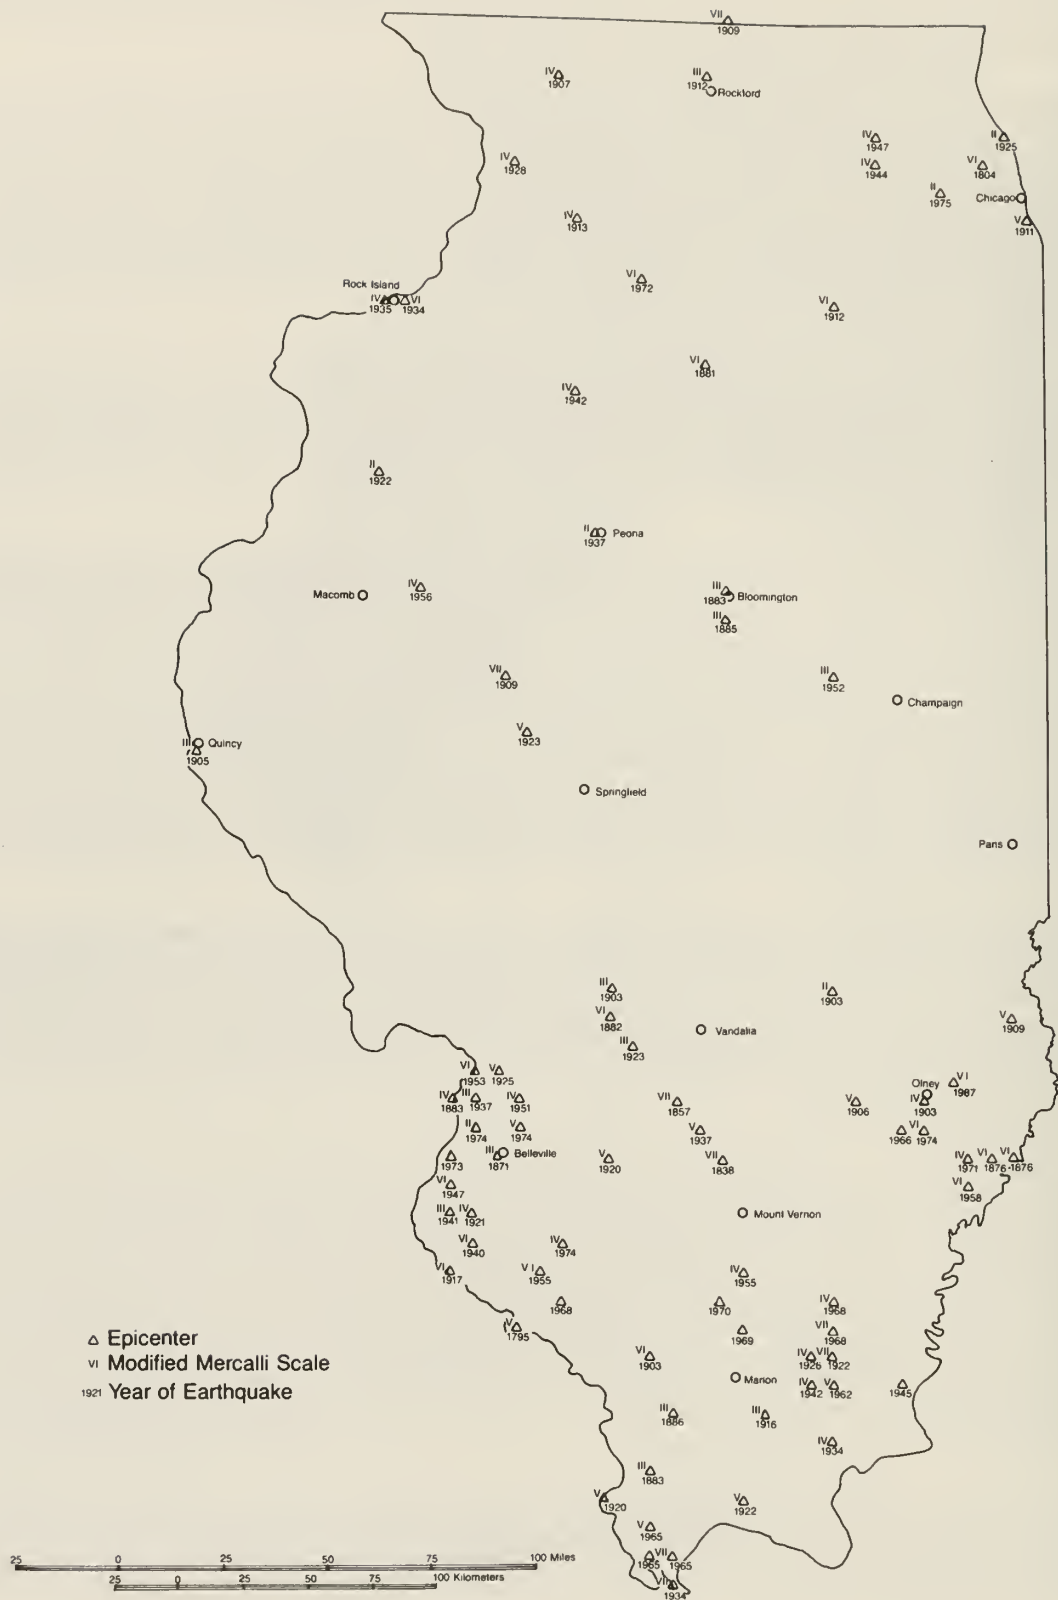 VII
1909
IV
1907
III
1912
Rockford
IV
1947
II
1925
IV
1944
VI
1804
IV
1928
II
1975
Chicago
IV
1913
V
1911
VI
1972
Rock Island
IV
1935
VI
1934
VI
1912
VI
1881
IV
1942
II
1922
II
1937
Peoria
Macomb
IV
1956
III
1883
Bloomington
III
1885
VII
1909
III
1952
Champaign
V
1923
III
Quincy
1905
Springfield
Paris
III
1903
II
1903
VI
1882
V
1909
Vandalia
III
1923
VI
1953
V
1925
VI
1987
Olney
IV
1883
III
1937
IV
1951
VII
1857
V
1906
IV
1903
II
1974
V
1974
V
1937
1966
VI
1974
1973
III
1871
Belleville
V
1920
VII
1838
IV
1971
VI
1876
VI
1876
VI
1947
VI
1958
III
1941
IV
1921
Mount Vernon
VI
1940
IV
1974
VI
1917
VI
1955
IV
1955
1968
1970
IV
1968
V
1795
1969
VII
1968
VI
1903
IV
1926
VII
1922
Marion
IV
1942
V
1962
1945
III
1886
III
1916
IV
1934
III
1883
V
1920
V
1922
V
1965
1965
VII
1965
VII
1934
Epicenter
VI Modified Mercalli Scale
1921 Year of Earthquake
25 0 25 50 75 100 Miles
25 0 25 50 75 100 Kilometers